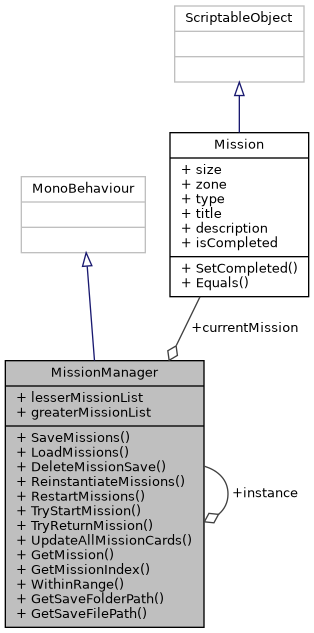 ScriptableObject
Mission
+ size
+ zone
+ type
+ title
+ description
+ isCompleted
+ SetCompleted()
+ Equals()
MonoBehaviour
+currentMission
MissionManager
+ lesserMissionList
+ greaterMissionList
+ SaveMissions()
+ LoadMissions()
+ DeleteMissionSave()
+ ReinstantiateMissions()
+ RestartMissions()
+ TryStartMission()
+ TryReturnMission()
+ UpdateAllMissionCards()
+ GetMission()
+ GetMissionIndex()
+ WithinRange()
+ GetSaveFolderPath()
+ GetSaveFilePath()
+instance